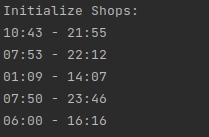 Initialize Shops:
10:43 - 21:55
07:53 - 22:12
01:09 - 14:07
07:50 - 23:46
06:00 - 16:16